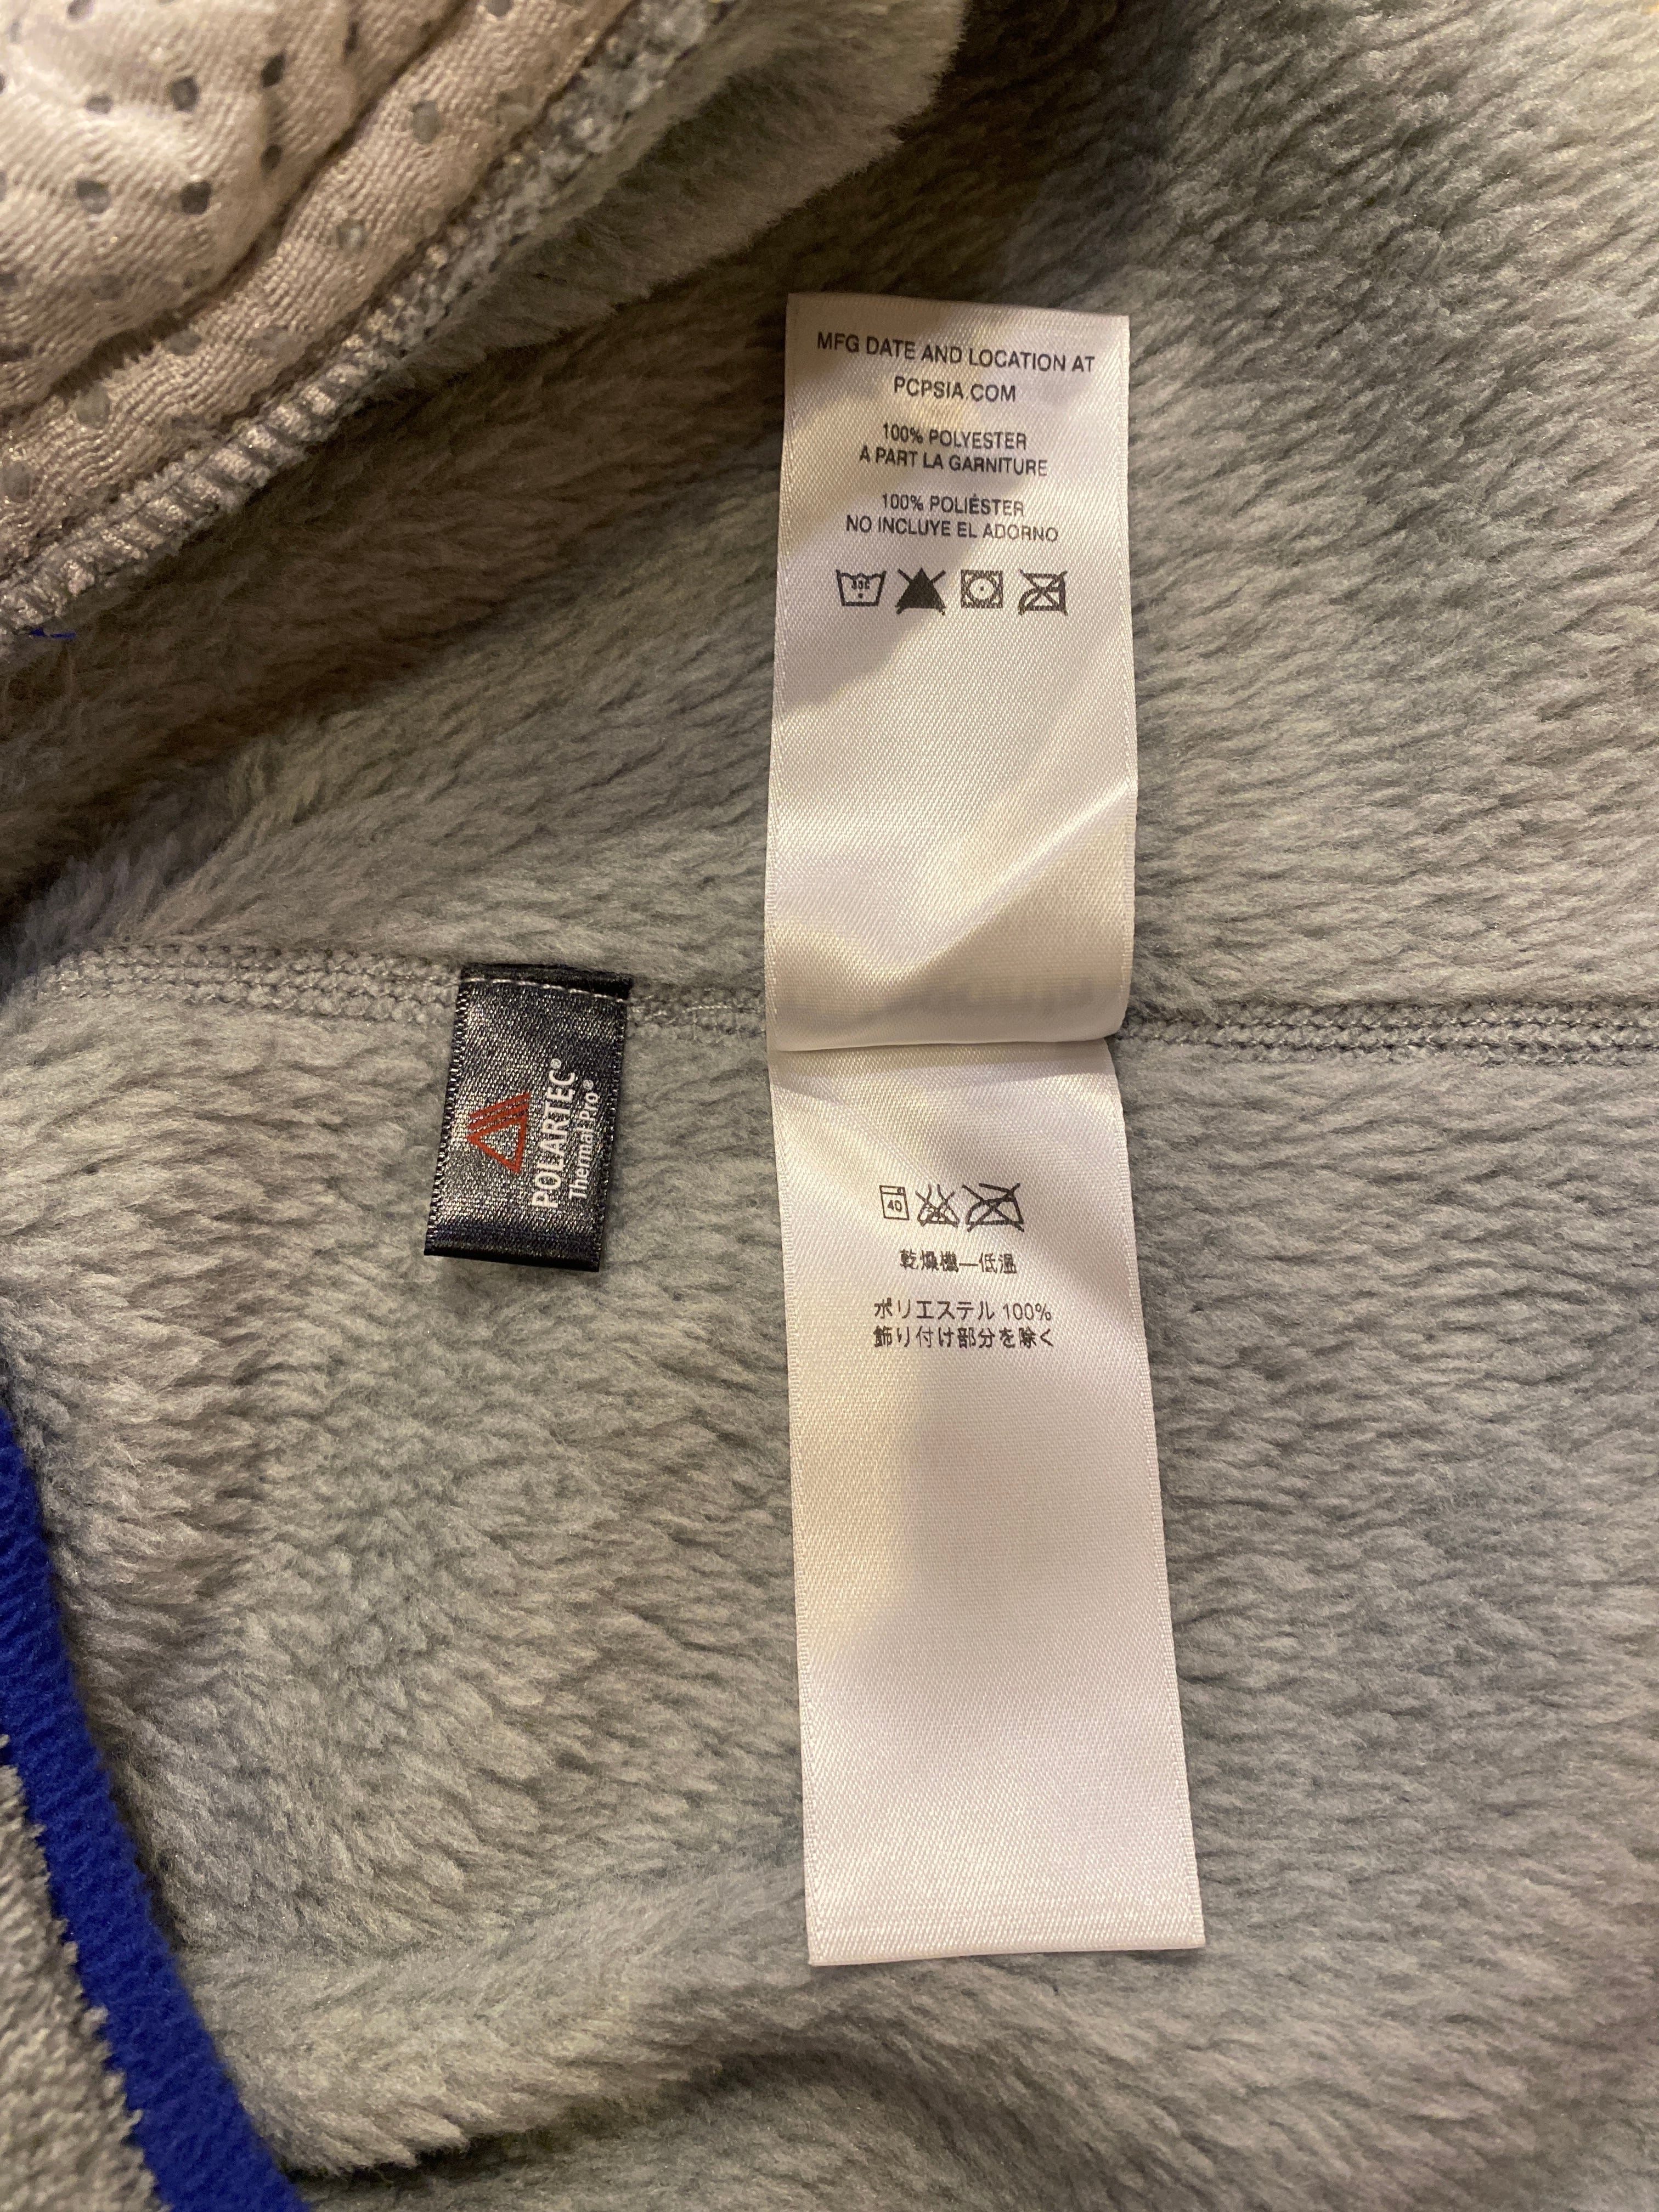 MFG DATE AND LOCATION AT
PCPSIA.COM
100% POLYESTER
A PART LA GARNITURE
100% POLIÉSTER
NO INCLUYE EL ADORNO
30C
POLARTEC®
Thermal Pro®
40
乾燥機—低温
ポリエステル 100%
飾り付け部分を除く